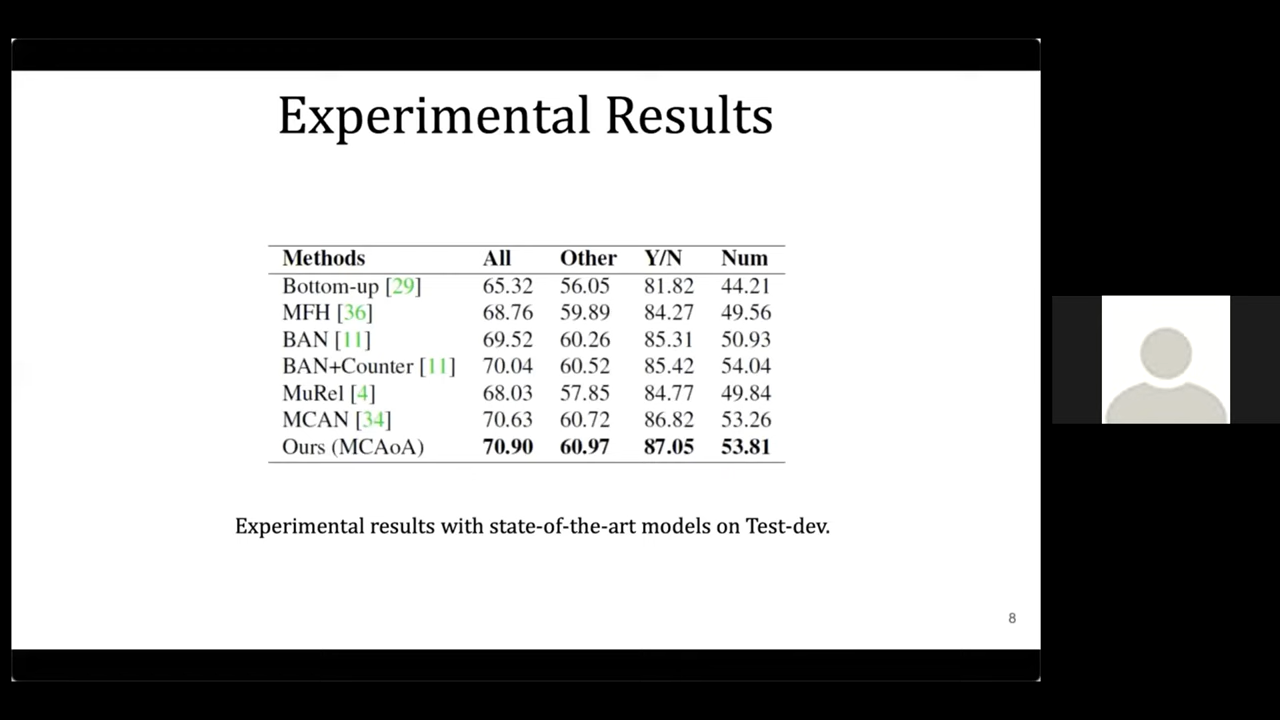 Experimental Results
Methods All Other Y/N Num
Bottom-up [29] 65.32 56.05 81.82 44.21
MFH [36] 68.76 59.89 84.27 49.56
BAN [11] 69.52 60.26 85.31 50.93
BAN+Counter [11] 70.04 60.52 85.42 54.04
MuRel [4] 68.03 57.85 84.77 49.84
MCAN [34] 70.63 60.72 86.82 53.26
Ours (MCAoA) 70.90 60.97 87.05 53.81
Experimental results with state-of-the-art models on Test-dev.
8